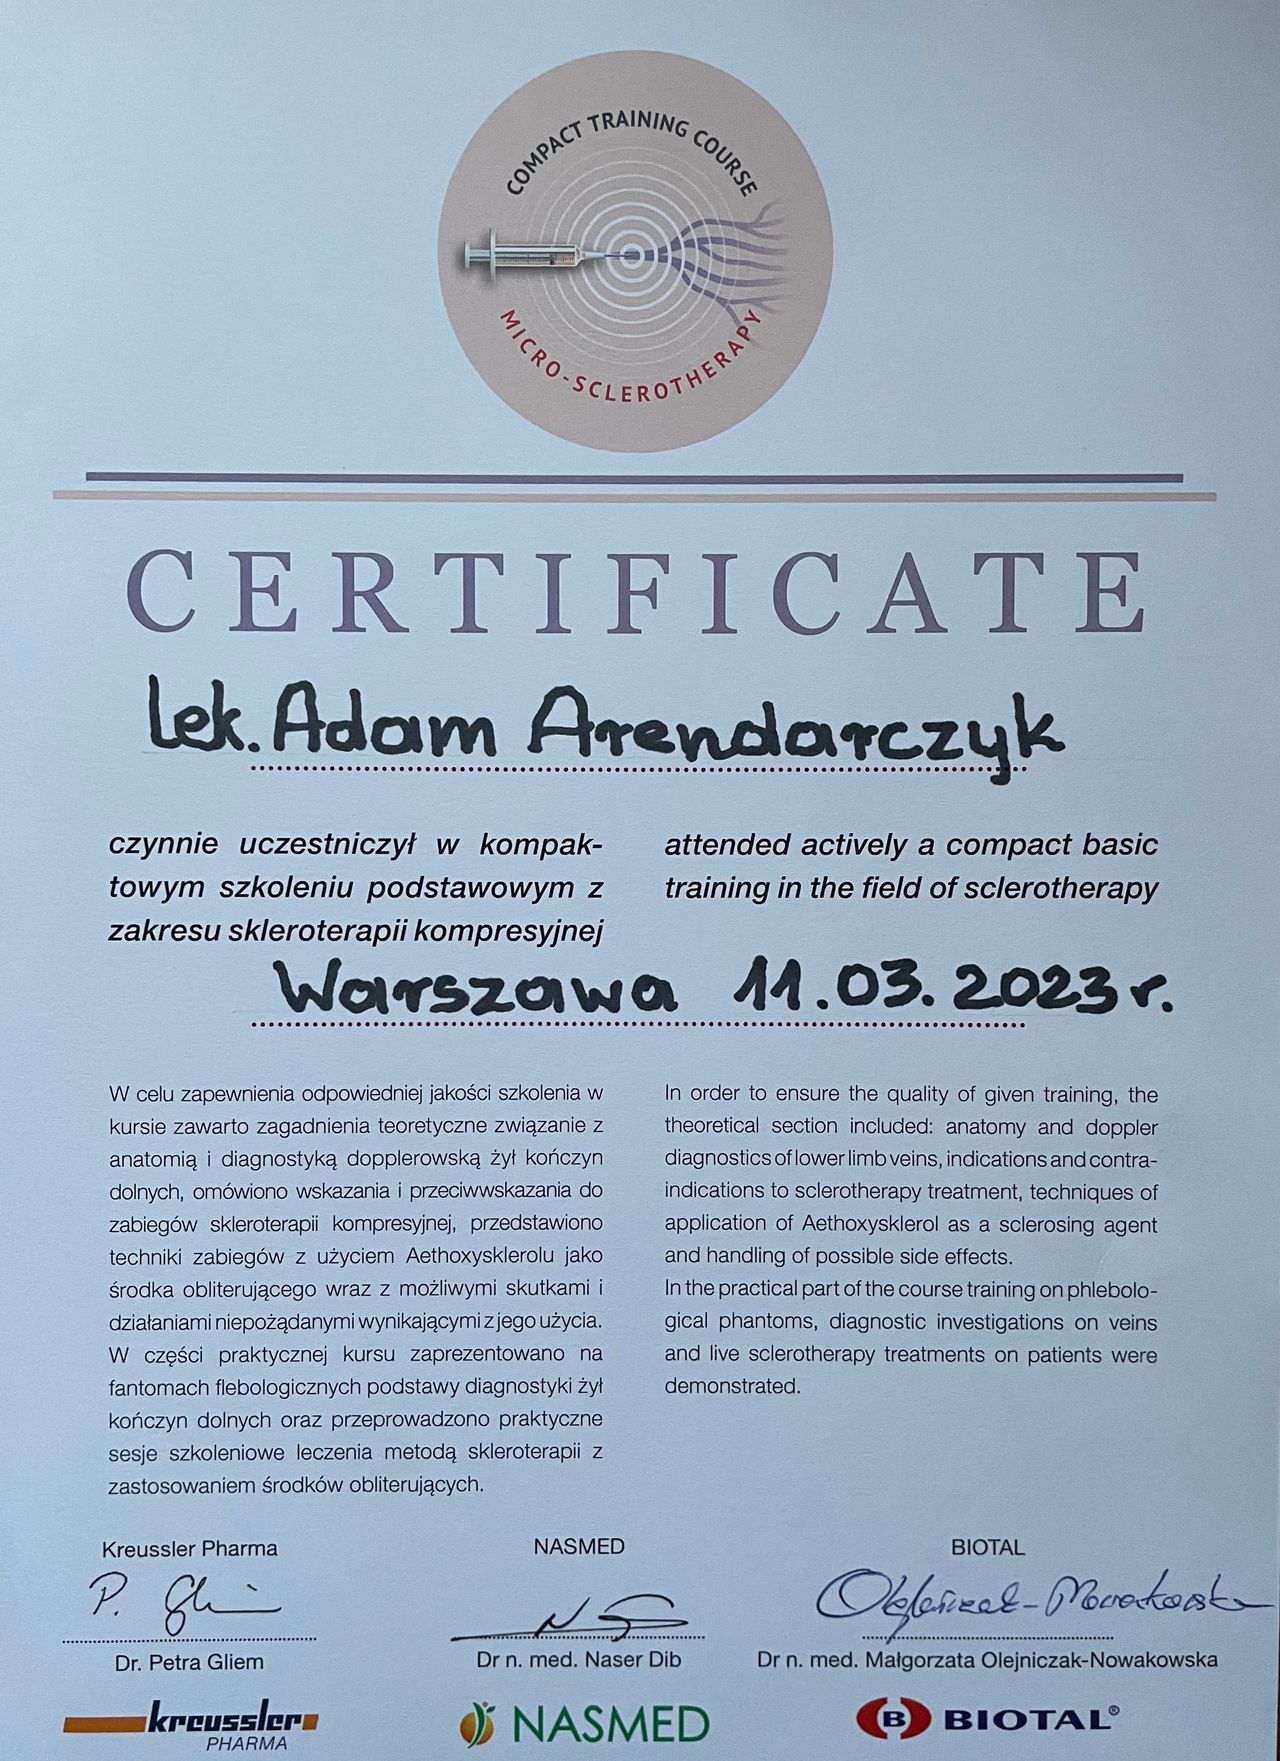 COMPACT TRAINING COURSE
MICRO-SCLEROTHERAPY
CERTIFICATE
lek. Adam Arendarczyk
czynnie uczestniczył w kompak-
towym szkoleniu podstawowym z
zakresu skleroterapii kompresyjnej
attended actively a compact basic
training in the field of sclerotherapy
Warszawa 11.03.2023 r.
W celu zapewnienia odpowiedniej jakości szkolenia w
kursie zawarto zagadnienia teoretyczne związanie z
anatomią i diagnostyką dopplerowską żył kończyn
dolnych, omówiono wskazania i przeciwwskazania do
zabiegów skleroterapii kompresyjnej, przedstawiono
techniki zabiegów z użyciem Aethoxysklerolu jako
środka obliterującego wraz z możliwymi skutkami i
działaniami niepożądanymi wynikającymi z jego użycia.
W części praktycznej kursu zaprezentowano na
fantomach flebologicznych podstawy diagnostyki żył
kończyn dolnych oraz przeprowadzono praktyczne
sesje szkoleniowe leczenia metodą skleroterapii z
zastosowaniem środków obliterujących.
In order to ensure the quality of given training, the
theoretical section included: anatomy and doppler
diagnostics of lower limb veins, indications and contra-
indications to sclerotherapy treatment, techniques of
application of Aethoxysklerol as a sclerosing agent
and handling of possible side effects.
In the practical part of the course training on phlebolo-
gical phantoms, diagnostic investigations on veins
and live sclerotherapy treatments on patients were
demonstrated.
Kreussler Pharma
P. Gli
Dr. Petra Gliem
kreussler
PHARMA
NASMED
Dr n. med. Naser Dib
NASMED
BIOTAL
Olejniczak-Nowakowska
Dr n. med. Małgorzata Olejniczak-Nowakowska
B BIOTAL®